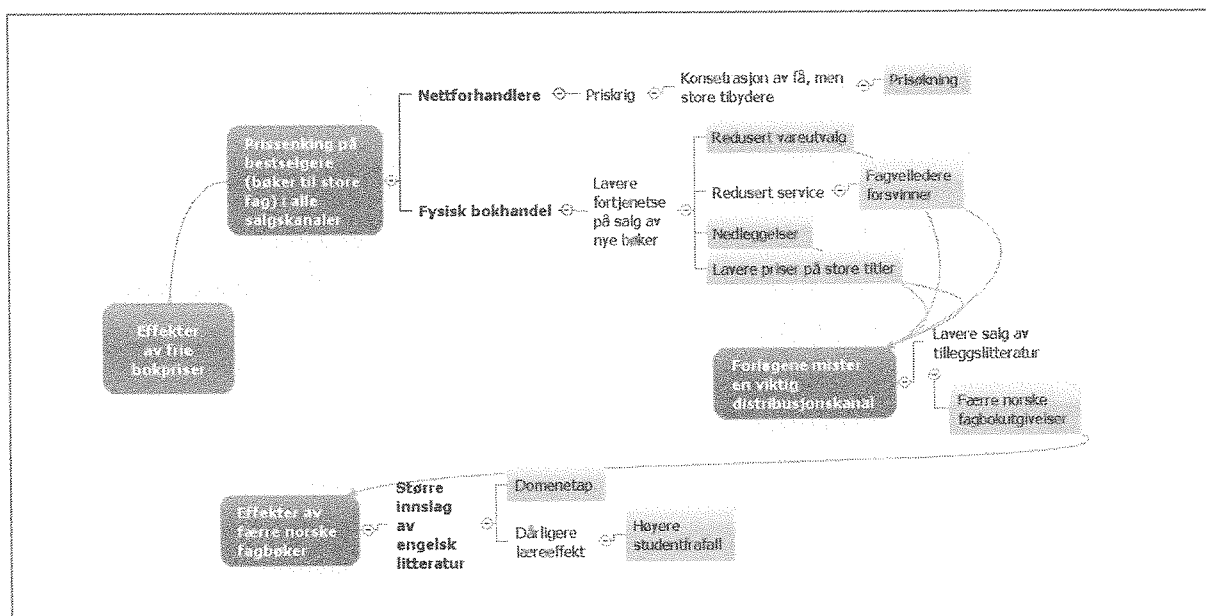 Nettforhandlere
Priskrig
Konsetrasjon av få, men
store tibydere
Prisøkning
Prissenking på
bestselgere
(bøker til store
fag) i alle
salgskanaler
Fysisk bokhandel
Lavere
fortjenetse
på salg av
nye bøker
Redusert vareutvalg
Redusert service
Fagveiledere
forsvinner
Nedleggelser
Lavere priser på store titler
Effekter
av frie
bokpriser
Forlagene mister
en viktig
distribusjonskanal
Lavere salg av
tilleggslitteratur
Færre norske
fagbokutgivelser
Effekter av
færre norske
fagbøker
Større
innslag
av
engelsk
litteratur
Domenetap
Dårligere
læreeffekt
Høyere
studentfrafall